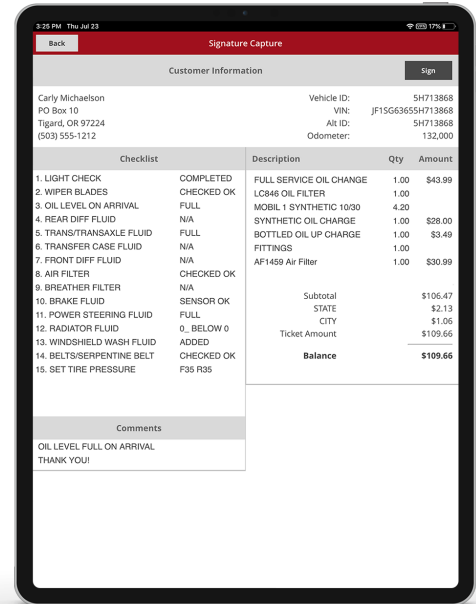 3:25 PM Thu Jul 23
VPN 17%
Back
Signature Capture
Customer Information
Sign
Carly Michaelson
PO Box 10
Tigard, OR 97224
(503) 555-1212
Vehicle ID: 5H713868
VIN: JF1SG63655H713868
Alt ID: 5H713868
Odometer: 132,000
Checklist
1. LIGHT CHECK COMPLETED
2. WIPER BLADES CHECKED OK
3. OIL LEVEL ON ARRIVAL FULL
4. REAR DIFF FLUID N/A
5. TRANS/TRANSAXLE FLUID FULL
6. TRANSFER CASE FLUID N/A
7. FRONT DIFF FLUID N/A
8. AIR FILTER CHECKED OK
9. BREATHER FILTER N/A
10. BRAKE FLUID SENSOR OK
11. POWER STEERING FLUID FULL
12. RADIATOR FLUID 0_ BELOW 0
13. WINDSHIELD WASH FLUID ADDED
14. BELTS/SERPENTINE BELT CHECKED OK
15. SET TIRE PRESSURE F35 R35
Description Qty Amount
FULL SERVICE OIL CHANGE 1.00 $43.99
LC846 OIL FILTER 1.00
MOBIL 1 SYNTHETIC 10/30 4.20
SYNTHETIC OIL CHARGE 1.00 $28.00
BOTTLED OIL UP CHARGE 1.00 $3.49
FITTINGS 1.00
AF1459 Air Filter 1.00 $30.99
Subtotal $106.47
STATE $2.13
CITY $1.06
Ticket Amount $109.66
Balance $109.66
Comments
OIL LEVEL FULL ON ARRIVAL
THANK YOU!